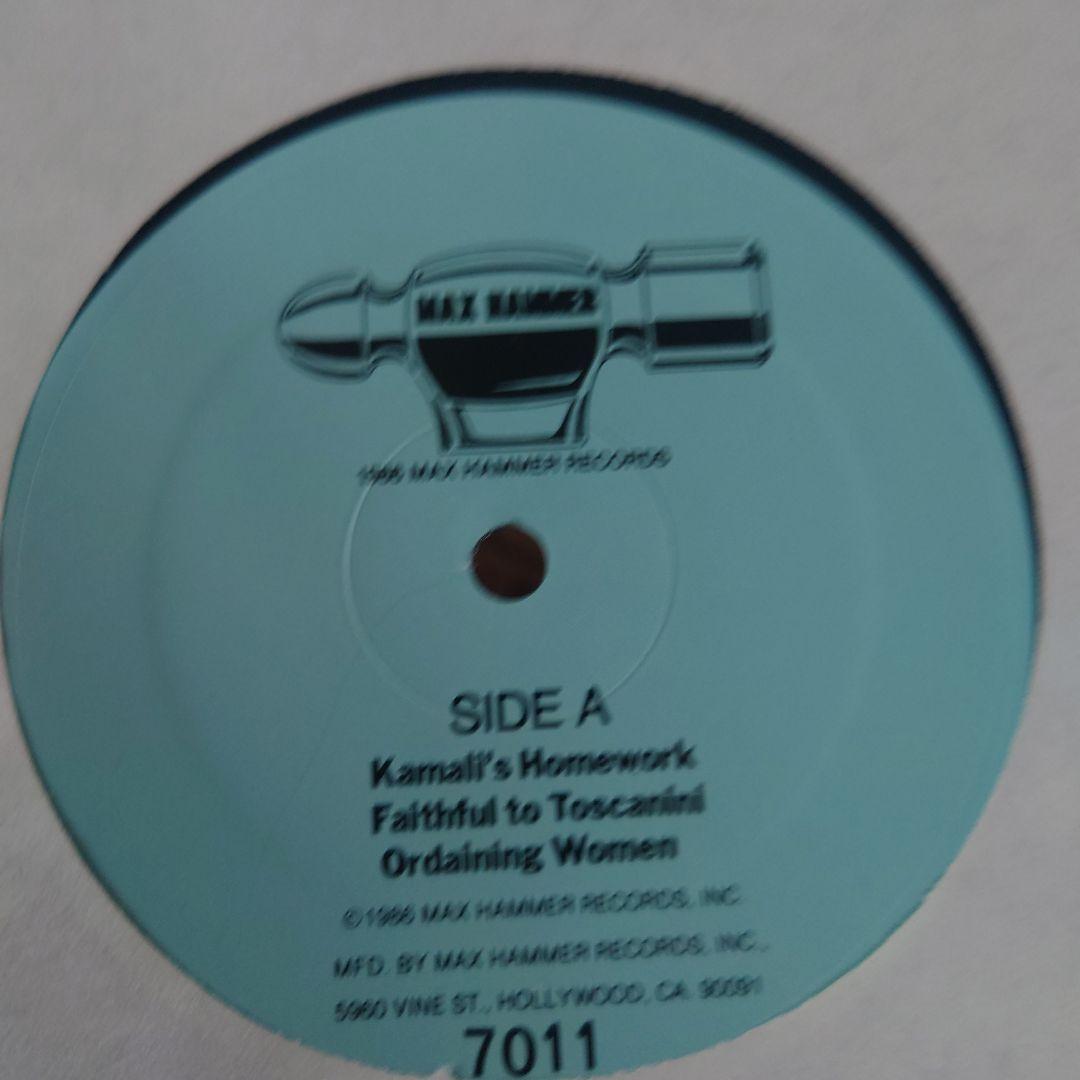 MAX HAMMER
1986 MAX HAMMER RECORDS
SIDE A
Kamali's Homework
Faithful to Toscanini
Ordaining Women
©1986 MAX HAMMER RECORDS, INC.
MFD. BY MAX HAMMER RECORDS, INC.,
5960 VINE ST., HOLLYWOOD, CA. 90091
7011